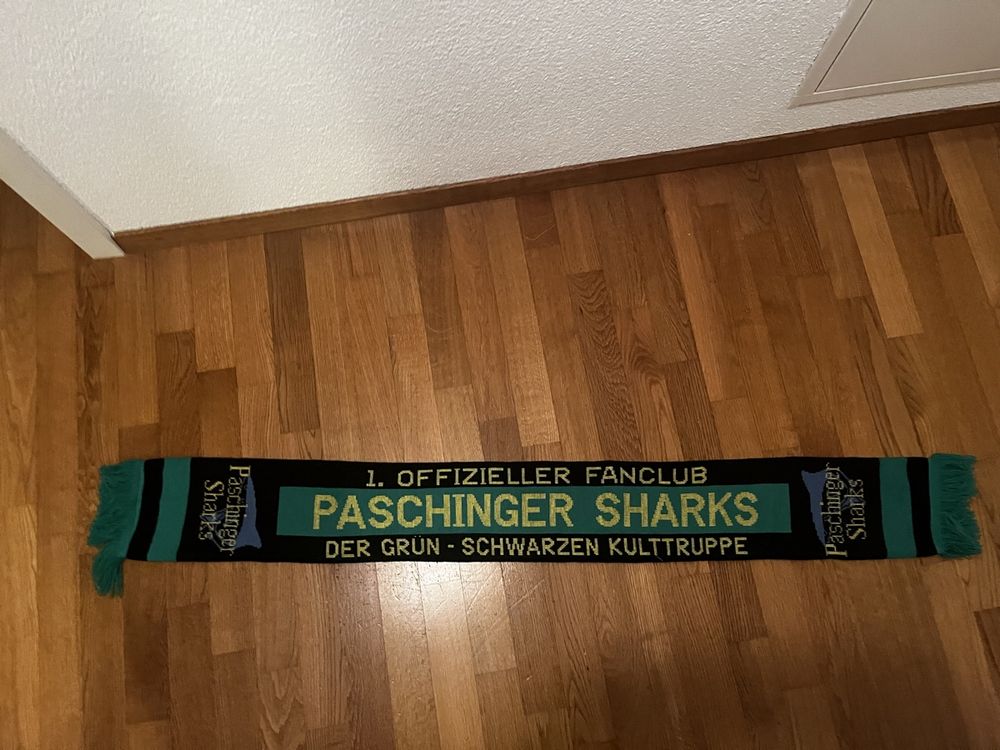 1. OFFIZIELLER FANCLUB
PASCHINGER SHARKS
DER GRÜN - SCHWARZEN KULTTRUPPE
Paschinger
Sharks
Paschinger
Sharks